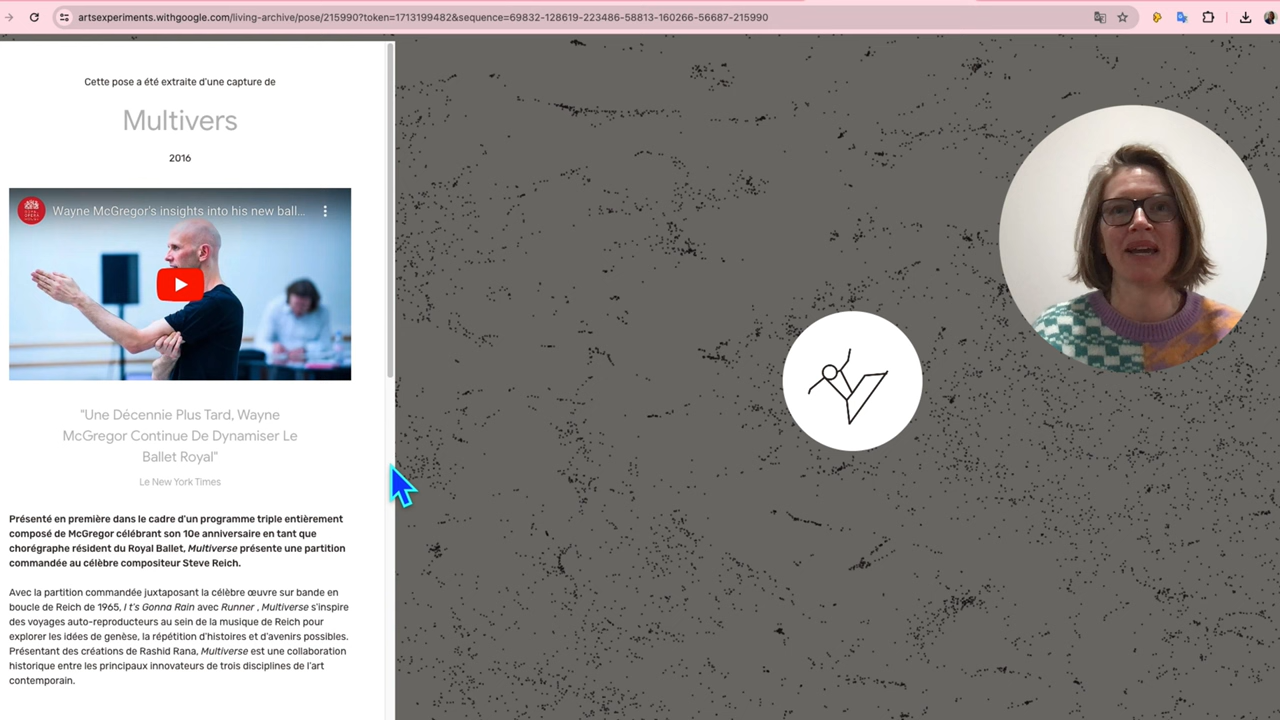 artsexperiments.withgoogle.com/living-archive/pose/215990?token=1713199482&sequence=69832-128619-223486-58813-160266-56687-215990
Cette pose a été extraite d'une capture de
Multivers
2016
Wayne McGregor's insights into his new ball...
"Une Décennie Plus Tard, Wayne
McGregor Continue De Dynamiser Le
Ballet Royal"
Le New York Times
Présenté en première dans le cadre d'un programme triple entièrement
composé de McGregor célébrant son 10e anniversaire en tant que
chorégraphe résident du Royal Ballet, Multiverse présente une partition
commandée au célèbre compositeur Steve Reich.
Avec la partition commandée juxtaposant la célèbre œuvre sur bande en
boucle de Reich de 1965, I t's Gonna Rain avec Runner , Multiverse s'inspire
des voyages auto-reproducteurs au sein de la musique de Reich pour
explorer les idées de genèse, la répétition d'histoires et d'avenirs possibles.
Présentant des créations de Rashid Rana, Multiverse est une collaboration
historique entre les principaux innovateurs de trois disciplines de l'art
contemporain.